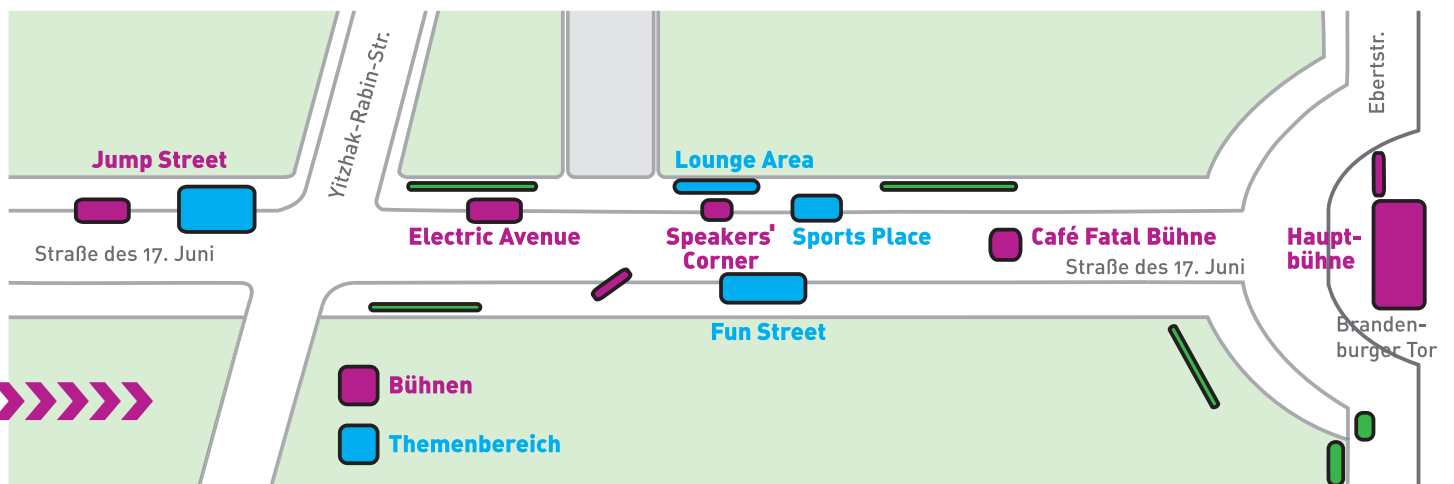 Ebertstr.
Yitzhak-Rabin-Str.
Jump Street
Lounge Area
Electric Avenue
Speakers'
Corner
Sports Place
Café Fatal Bühne
Haupt-
bühne
Straße des 17. Juni
Straße des 17. Juni
Fun Street
Branden-
burger Tor
Bühnen
Themenbereich